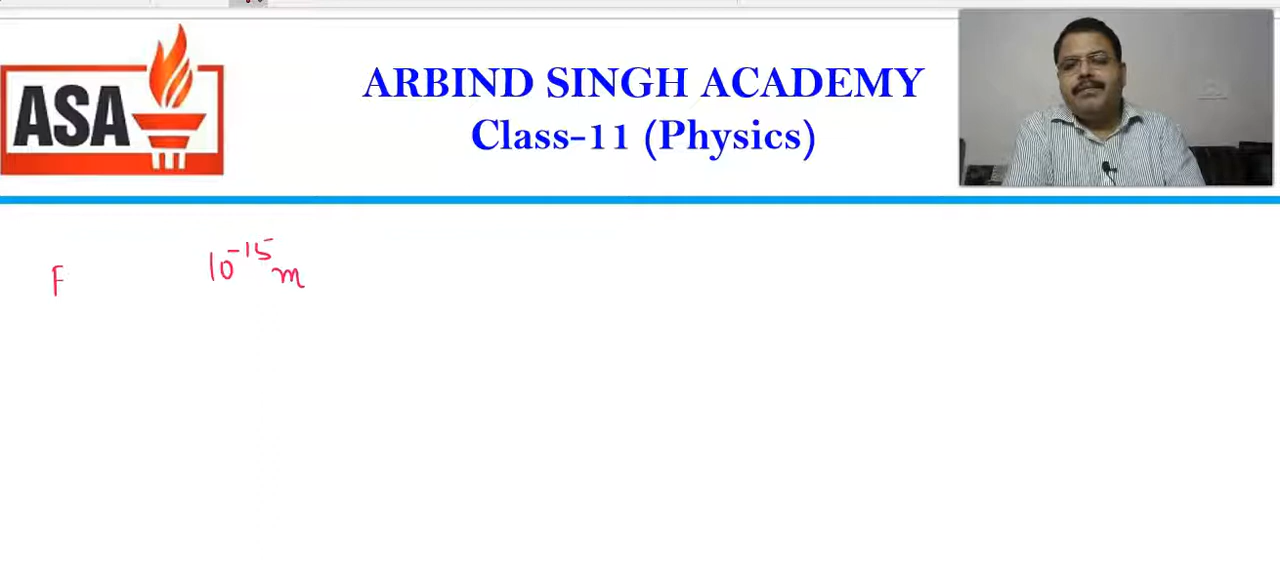 ASA
ARBIND SINGH ACADEMY
Class-11 (Physics)
F 10⁻¹⁵ m